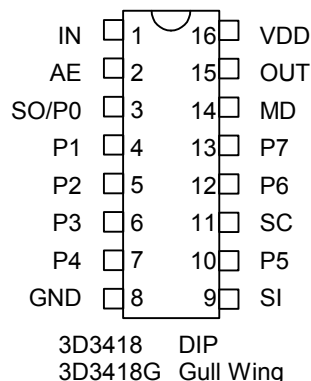 IN 1 16 VDD
AE 2 15 OUT
SO/P0 3 14 MD
P1 4 13 P7
P2 5 12 P6
P3 6 11 SC
P4 7 10 P5
GND 8 9 SI
3D3418 DIP
3D3418G Gull Wing